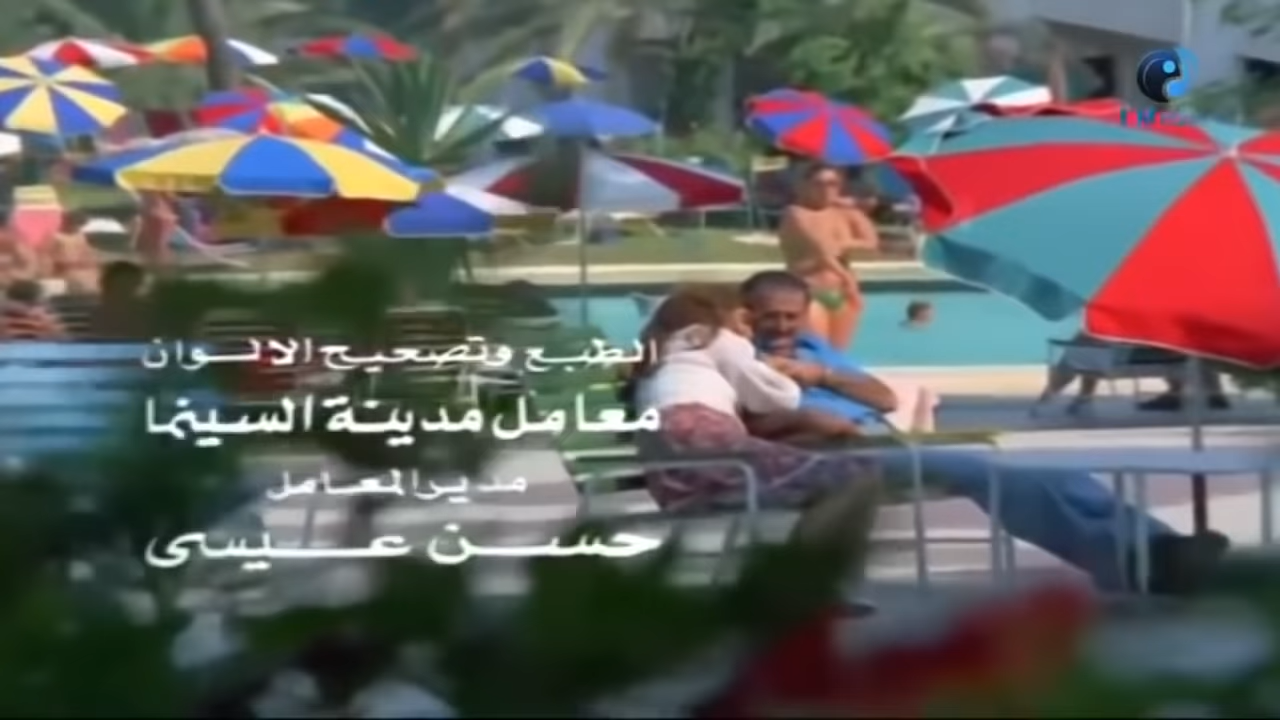 الطبع وتصحيح الالوان
معامل مدينة السينما
مدير المعامل
حسن عيسى